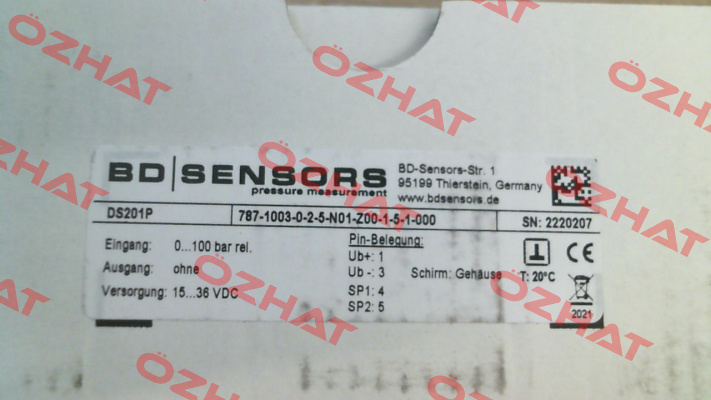 BD|SENSORS
pressure measurement
BD-Sensors-Str. 1
95199 Thierstein, Germany
www.bdsensors.de
DS201P 787-1003-0-2-5-N01-Z00-1-5-1-000 SN: 2220207
Eingang: 0...100 bar rel.
Ausgang: ohne
Versorgung: 15...36 VDC
Pin-Belegung:
Ub+: 1
Ub -: 3 Schirm: Gehäuse
SP1: 4
SP2: 5
T: 20°C
CE
2021
ÖZHAT
ÖZHAT
ÖZHAT
ÖZHAT
ÖZHAT
ÖZHAT
ÖZHAT
ÖZHAT